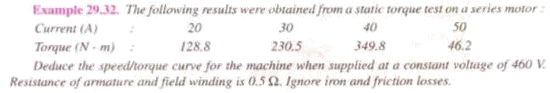 Example 29.32. The following results were obtained from a static torque test on a series motor :
Current (A) : 20 30 40 50
Torque (N - m) : 128.8 230.5 349.8 46.2
Deduce the speed/torque curve for the machine when supplied at a constant voltage of 460 V.
Resistance of armature and field winding is 0.5 Ω. Ignore iron and friction losses.